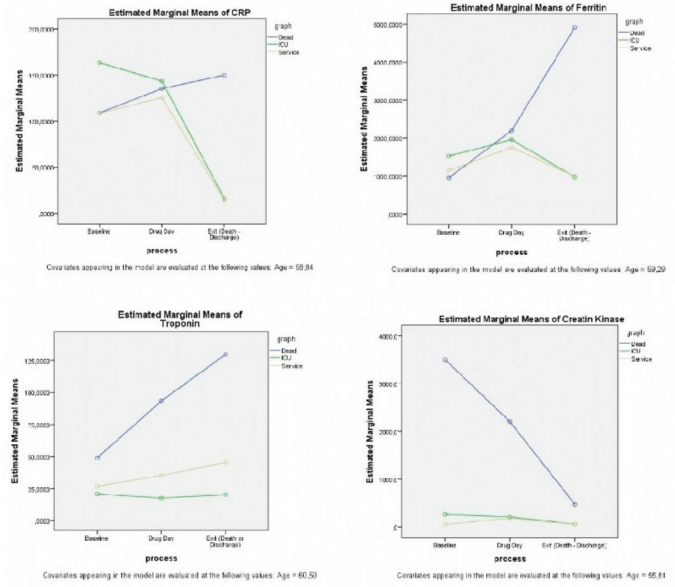 Estimated Marginal Means of CRP
graph
Dead
ICU
Service
200,0000
150,0000
100,0000
50,0000
,0000
Estimated Marginal Means
Baseline
Drug Day
Exit (Death -
Discharge)
process
Covariates appearing in the model are evaluated at the following values: Age = 59,84
Estimated Marginal Means of Ferritin
graph
Dead
ICU
Service
6000,0000
5000,0000
4000,0000
3000,0000
2000,0000
1000,0000
,0000
Estimated Marginal Means
Baseline
Drug Day
Exit (Death -
Discharge)
process
Covariates appearing in the model are evaluated at the following values: Age = 59,29
Estimated Marginal Means of
Troponin
graph
Dead
ICU
Service
125,0000
100,0000
75,0000
50,0000
25,0000
,0000
Estimated Marginal Means
Baseline
Drug Day
Exit (Death or
Discharge)
process
Covariates appearing in the model are evaluated at the following values: Age = 60,50
Estimated Marginal Means of Creatin Kinase
graph
Dead
ICU
Service
4000,0
3000,0
2000,0
1000,0
,0
Estimated Marginal Means
Baseline
Drug Day
Exit (Death - Discharge)
process
Covariates appearing in the model are evaluated at the following values: Age = 55,81